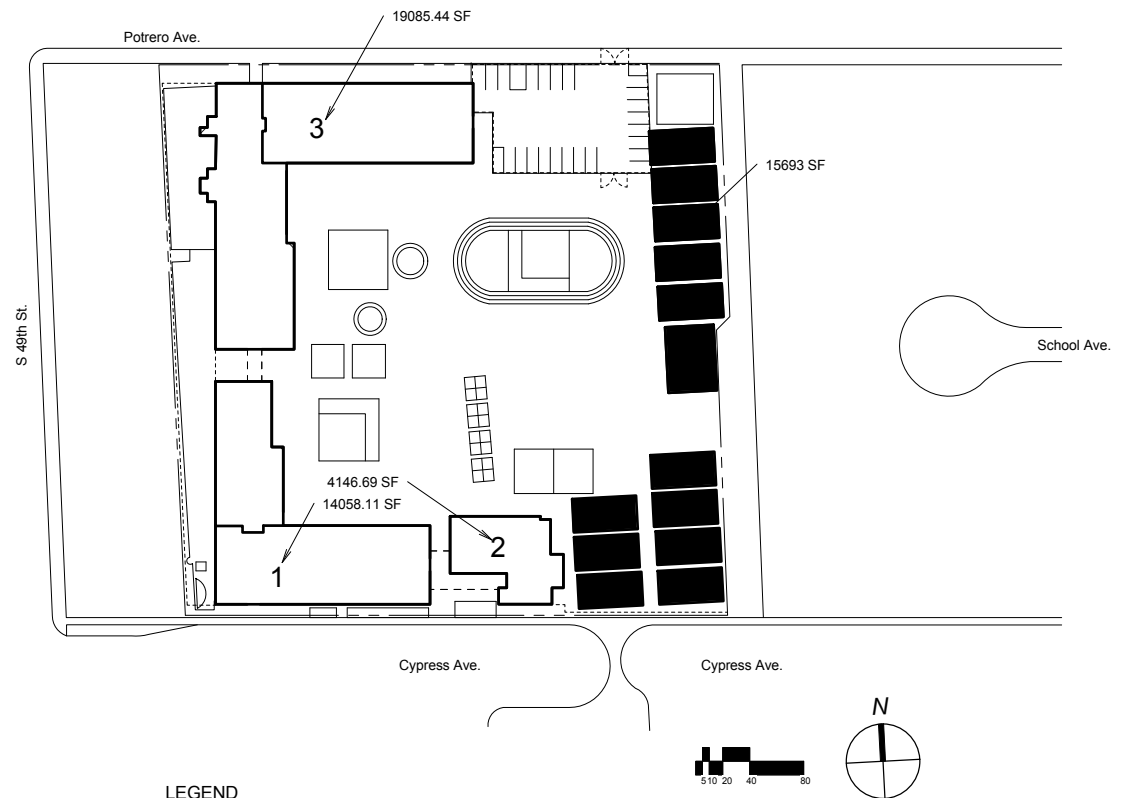 19085.44 SF
Potrero Ave.
3
15693 SF
S 49th St.
School Ave.
4146.69 SF
14058.11 SF
2
1
Cypress Ave.
Cypress Ave.
N
5 10 20 40 80
LEGEND